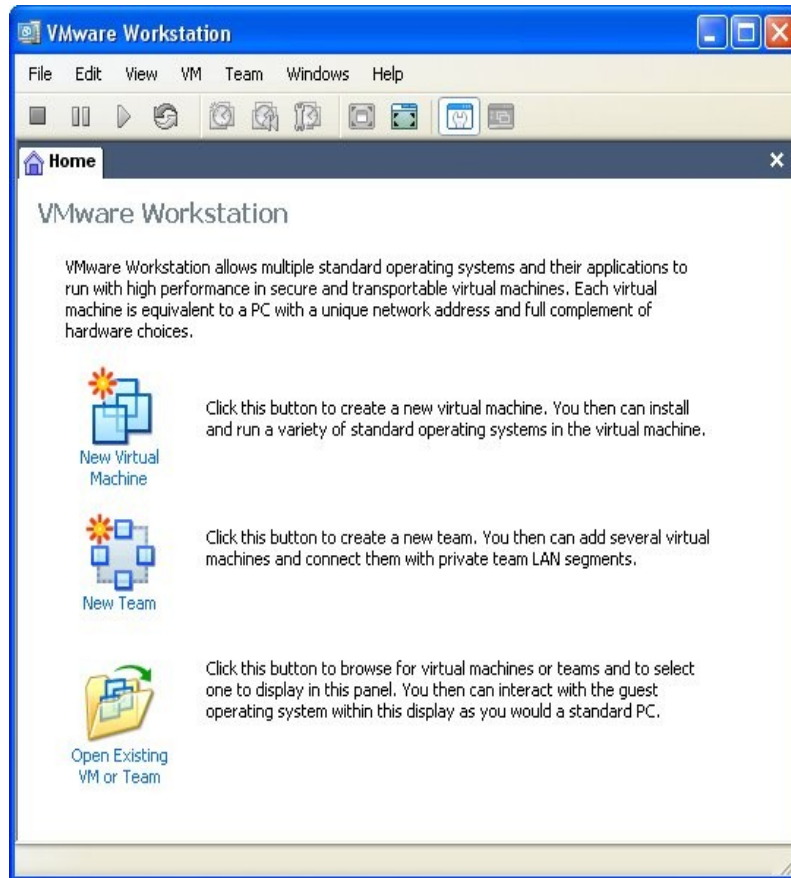 VMware Workstation
File Edit View VM Team Windows Help
Home
VMware Workstation
VMware Workstation allows multiple standard operating systems and their applications to
run with high performance in secure and transportable virtual machines. Each virtual
machine is equivalent to a PC with a unique network address and full complement of
hardware choices.
New Virtual
Machine
Click this button to create a new virtual machine. You then can install
and run a variety of standard operating systems in the virtual machine.
New Team
Click this button to create a new team. You then can add several virtual
machines and connect them with private team LAN segments.
Open Existing
VM or Team
Click this button to browse for virtual machines or teams and to select
one to display in this panel. You then can interact with the guest
operating system within this display as you would a standard PC.